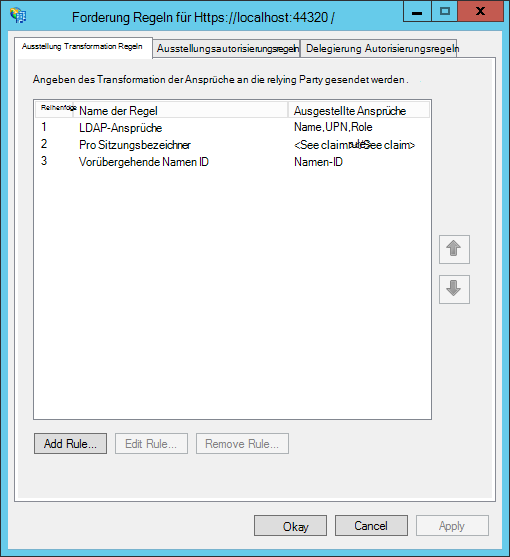 Forderung Regeln für Https://localhost:44320 /
Ausstellung Transformation Regeln Ausstellungsautorisierungsregeln Delegierung Autorisierungsregeln
Angeben des Transformation der Ansprüche an die relying Party gesendet werden.
Reihenfolge Name der Regel Ausgestellte Ansprüche
1 LDAP-Ansprüche Name,UPN,Role
2 Pro Sitzungsbezeichner <See claim rule>See claim>
3 Vorübergehende Namen ID Namen-ID
Add Rule... Edit Rule... Remove Rule...
Okay Cancel Apply